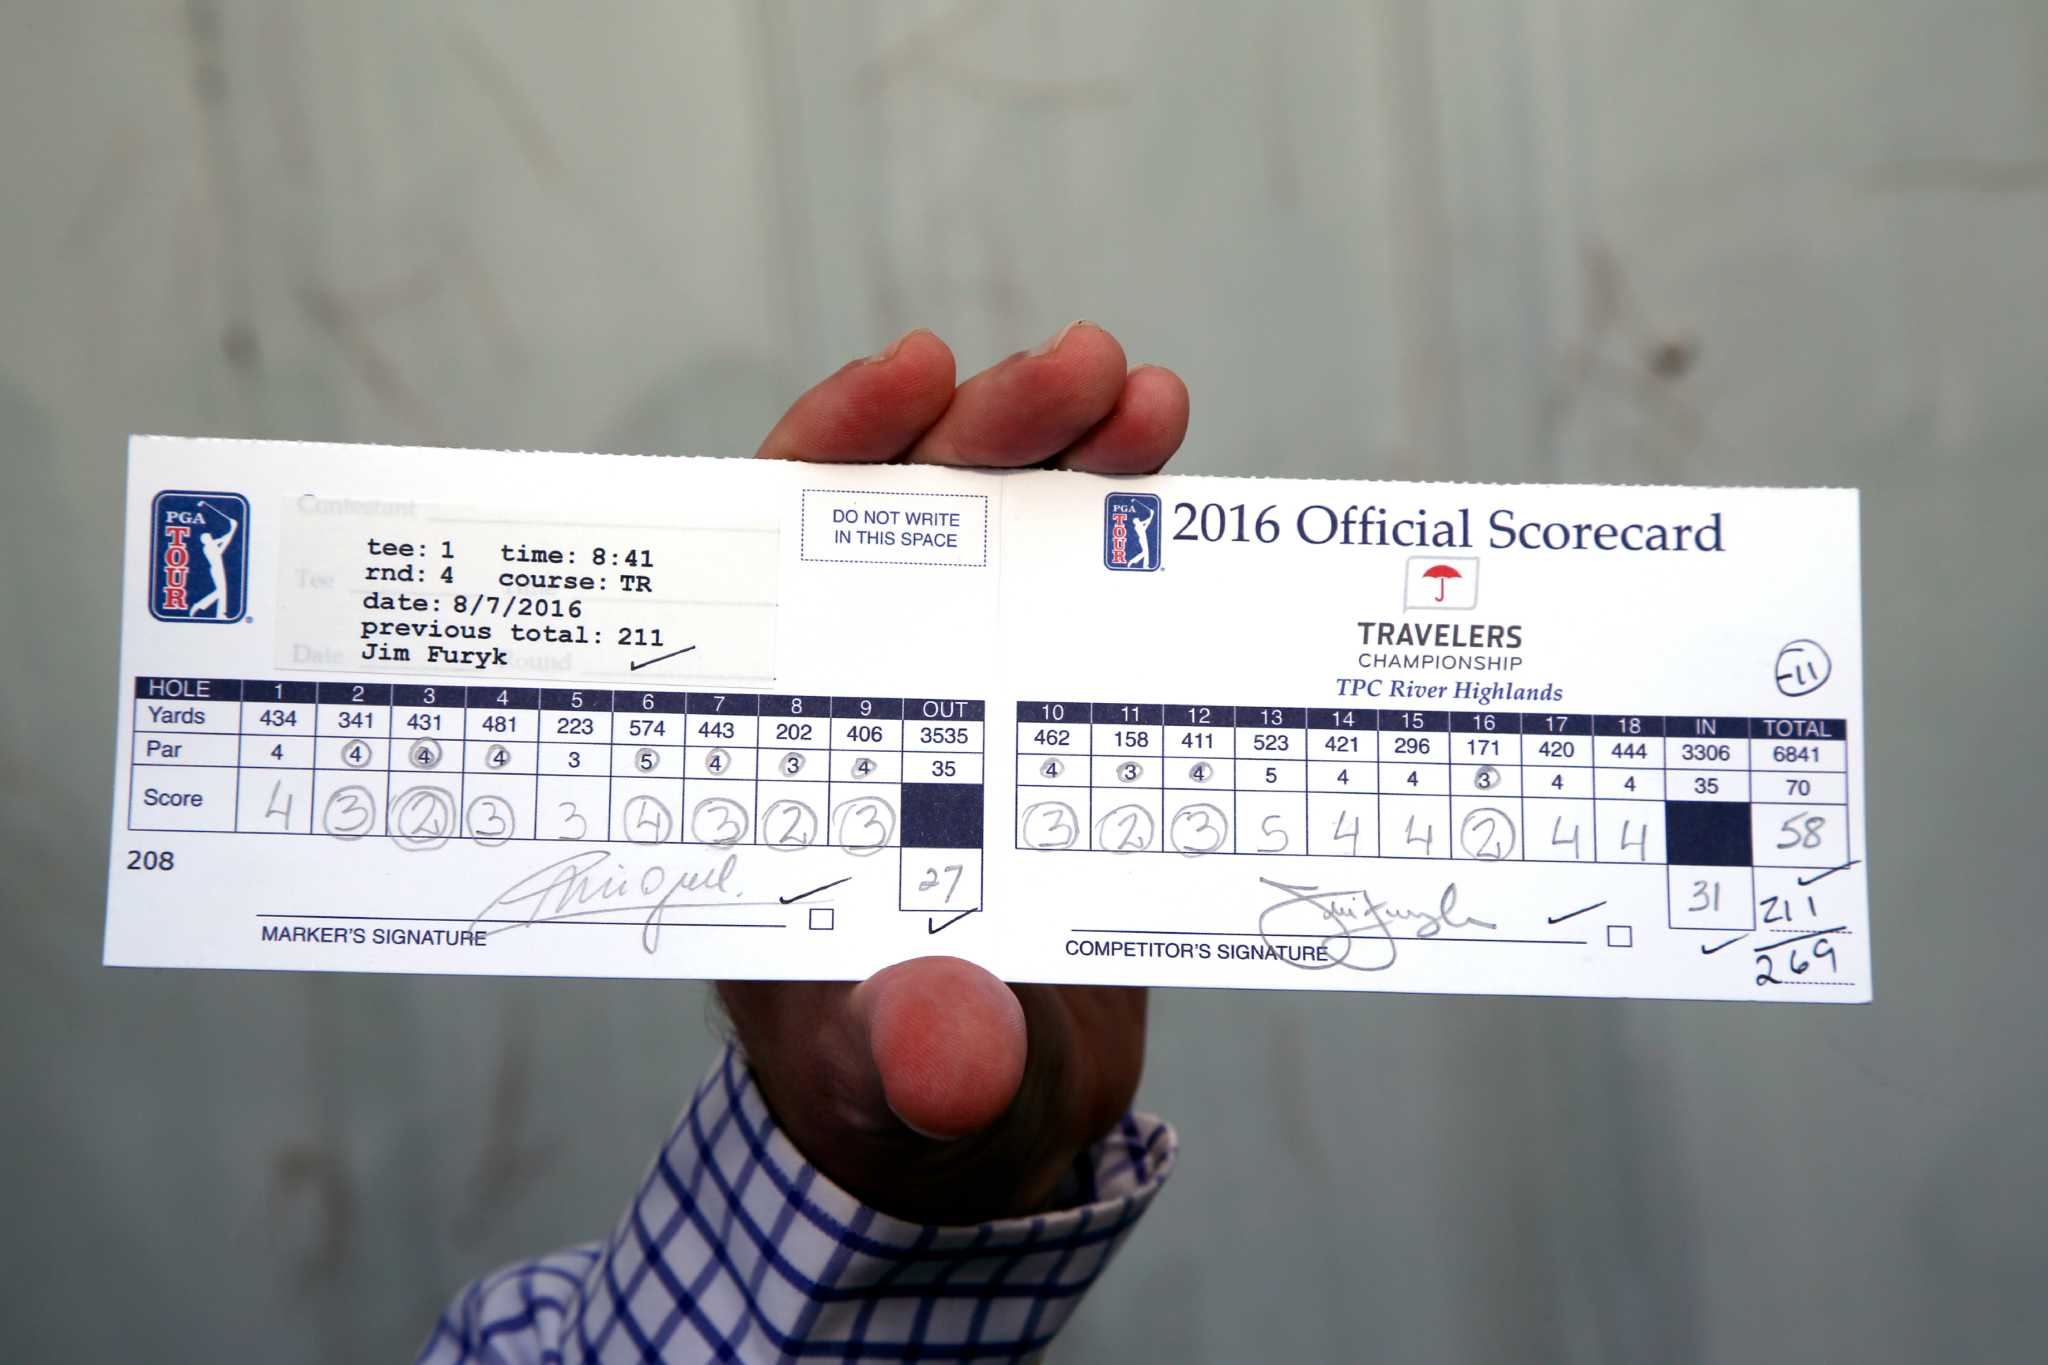 PGA TOUR
Contestant
Tee
Date Round
tee: 1 time: 8:41
rnd: 4 course: TR
date: 8/7/2016
previous total: 211
Jim Furyk
DO NOT WRITE
IN THIS SPACE
HOLE 1 2 3 4 5 6 7 8 9 OUT
Yards 434 341 431 481 223 574 443 202 406 3535
Par 4 4 4 4 3 5 4 3 4 35
Score 4 3 2 3 3 4 3 2 3
27
208
MARKER'S SIGNATURE
PGA TOUR
2016 Official Scorecard
TRAVELERS
CHAMPIONSHIP
TPC River Highlands
-11
10 11 12 13 14 15 16 17 18 IN TOTAL
462 158 411 523 421 296 171 420 444 3306 6841
4 3 4 5 4 4 3 4 4 35 70
3 2 3 5 4 4 2 4 4 58
31 211
269
Jim Furyk
COMPETITOR'S SIGNATURE